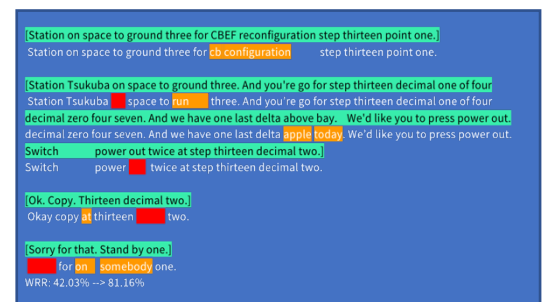 [Station on space to ground three for CBEF reconfiguration step thirteen point one.]
Station on space to ground three for cb configuration step thirteen point one.
[Station Tsukuba on space to ground three. And you're go for step thirteen decimal one of four
Station Tsukuba space to run three. And you're go for step thirteen decimal one of four
decimal zero four seven. And we have one last delta above bay. We'd like you to press power out.
decimal zero four seven. And we have one last delta apple today. We'd like you to press power out.
Switch power out twice at step thirteen decimal two.]
Switch power twice at step thirteen decimal two.
[Ok. Copy. Thirteen decimal two.]
Okay copy at thirteen two.
[Sorry for that. Stand by one.]
for on somebody one.
WRR: 42.03% --> 81.16%